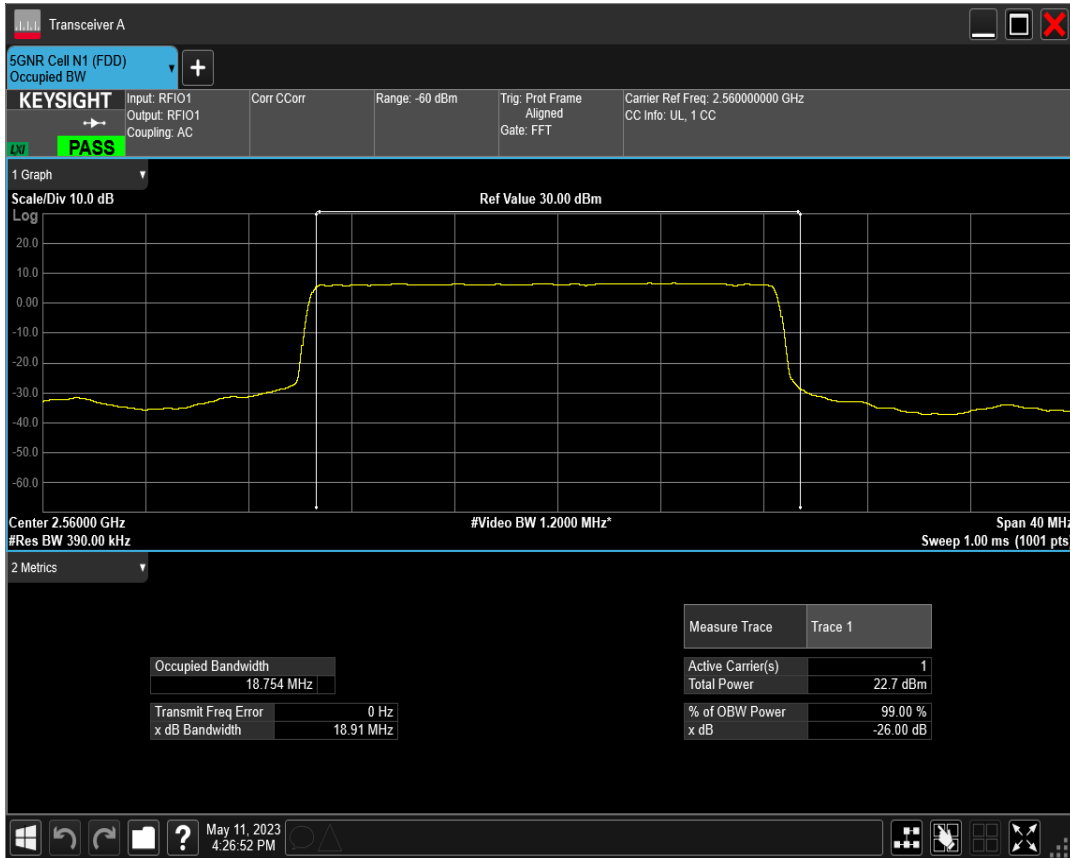 Transceiver A
5GNR Cell N1 (FDD)
Occupied BW
+
KEYSIGHT
LXI
PASS
Input: RFIO1
Output: RFIO1
Coupling: AC
Corr CCorr
Range: -60 dBm
Trig: Prot Frame
Aligned
Gate: FFT
Carrier Ref Freq: 2.560000000 GHz
CC Info: UL, 1 CC
1 Graph
Scale/Div 10.0 dB
Ref Value 30.00 dBm
Log
20.0
10.0
0.00
-10.0
-20.0
-30.0
-40.0
-50.0
-60.0
Center 2.56000 GHz
#Video BW 1.2000 MHz*
Span 40 MHz
#Res BW 390.00 kHz
Sweep 1.00 ms (1001 pts)
2 Metrics
Measure Trace Trace 1
Occupied Bandwidth
18.754 MHz
Active Carrier(s) 1
Total Power 22.7 dBm
Transmit Freq Error 0 Hz
x dB Bandwidth 18.91 MHz
% of OBW Power 99.00 %
x dB -26.00 dB
?
May 11, 2023
4:26:52 PM